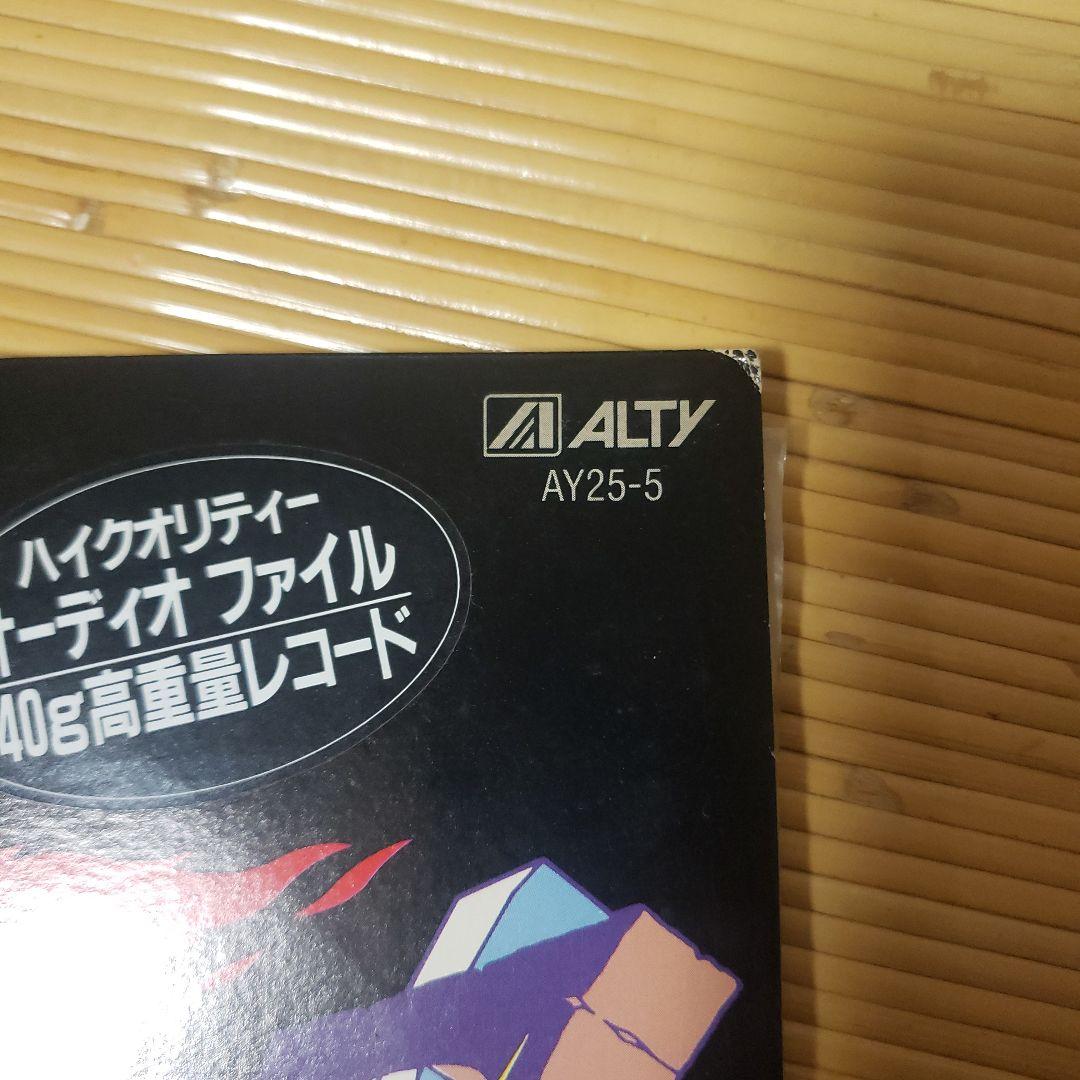 ALTY
AY25-5
ハイクオリティー
オーディオ ファイル
40g高重量レコード